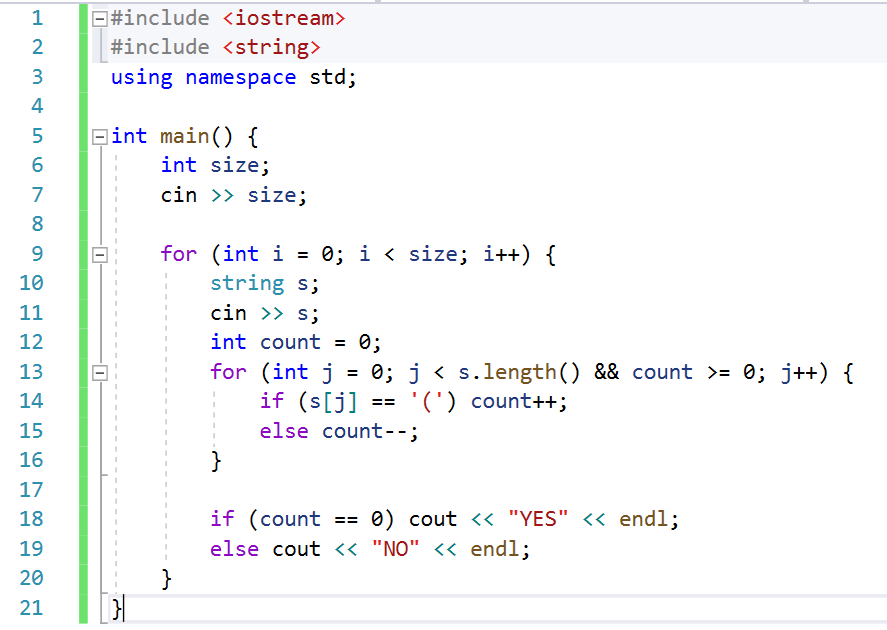 1 #include <iostream>
2 #include <string>
3 using namespace std;
4
5 int main() {
6     int size;
7     cin >> size;
8
9     for (int i = 0; i < size; i++) {
10         string s;
11         cin >> s;
12         int count = 0;
13         for (int j = 0; j < s.length() && count >= 0; j++) {
14             if (s[j] == '(') count++;
15             else count--;
16         }
17
18         if (count == 0) cout << "YES" << endl;
19         else cout << "NO" << endl;
20     }
21 }